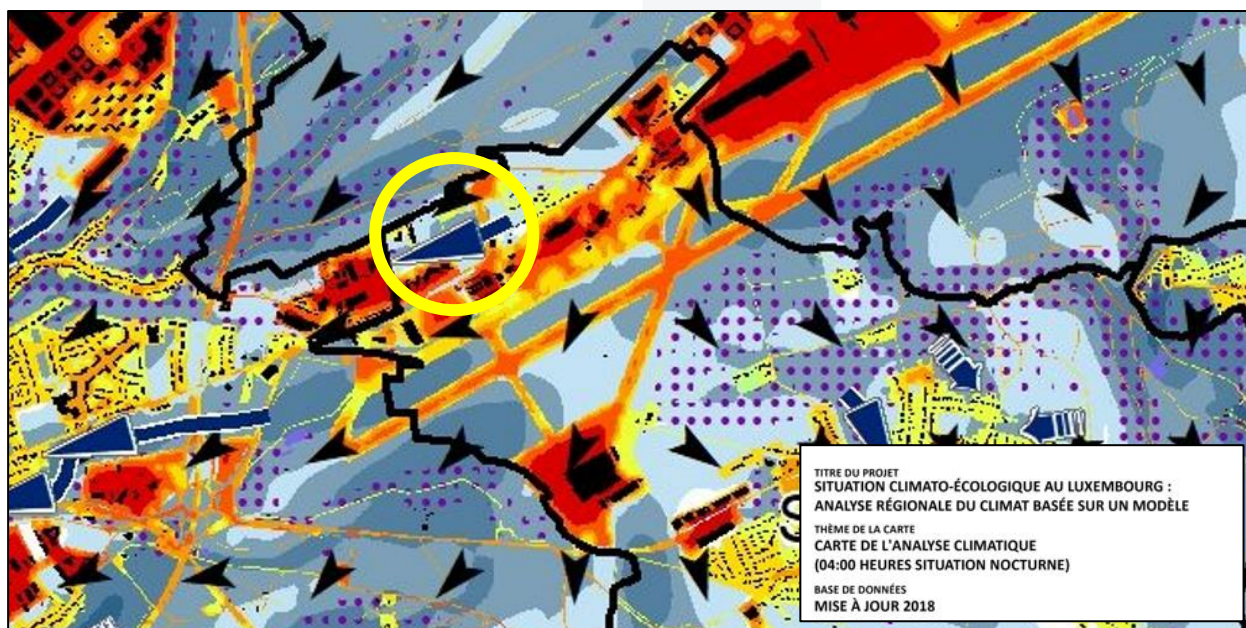 S
TITRE DU PROJET
SITUATION CLIMATO-ÉCOLOGIQUE AU LUXEMBOURG :
ANALYSE RÉGIONALE DU CLIMAT BASÉE SUR UN MODÈLE
THÈME DE LA CARTE
CARTE DE L'ANALYSE CLIMATIQUE
(04:00 HEURES SITUATION NOCTURNE)
BASE DE DONNÉES
MISE À JOUR 2018